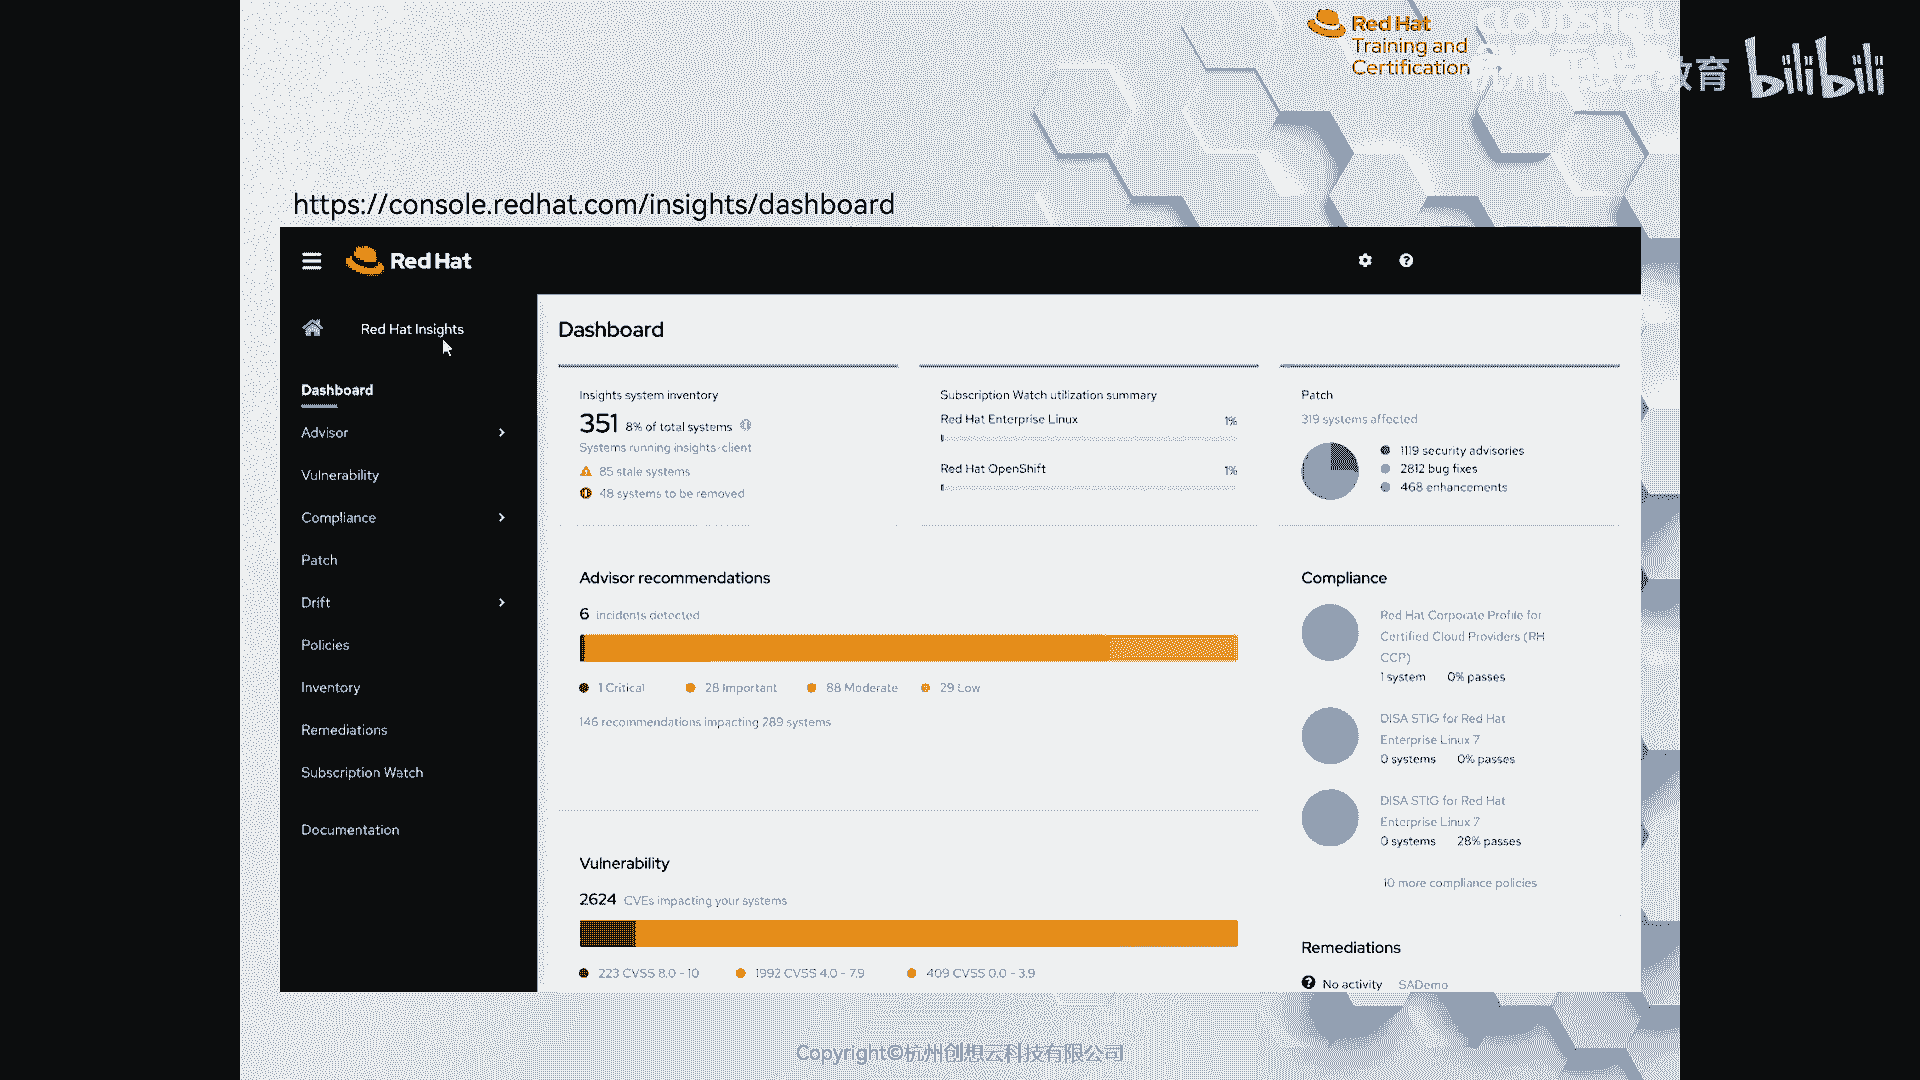 Red Hat
Training and
Certification
CLOUDSHELL
教育
bilibili
https://console.redhat.com/insights/dashboard
Red Hat
Red Hat Insights
Dashboard
Advisor
Vulnerability
Compliance
Patch
Drift
Policies
Inventory
Remediations
Subscription Watch
Documentation
Dashboard
Insights system inventory
351 8% of total systems
Systems running insights-client
85 stale systems
48 systems to be removed
Subscription Watch utilization summary
Red Hat Enterprise Linux 1%
Red Hat OpenShift 1%
Patch
319 systems affected
1119 security advisories
2812 bug fixes
468 enhancements
Advisor recommendations
6 incidents detected
1 Critical 28 Important 88 Moderate 29 Low
146 recommendations impacting 289 systems
Compliance
Red Hat Corporate Profile for
Certified Cloud Providers (RH
CCP)
1 system 0% passes
DISA STIG for Red Hat
Enterprise Linux 7
0 systems 0% passes
DISA STIG for Red Hat
Enterprise Linux 7
0 systems 28% passes
10 more compliance policies
Vulnerability
2624 CVEs impacting your systems
223 CVSS 8.0 - 10 1992 CVSS 4.0 - 7.9 409 CVSS 0.0 - 3.9
Remediations
No activity SADemo
Copyright©杭州创想云科技有限公司